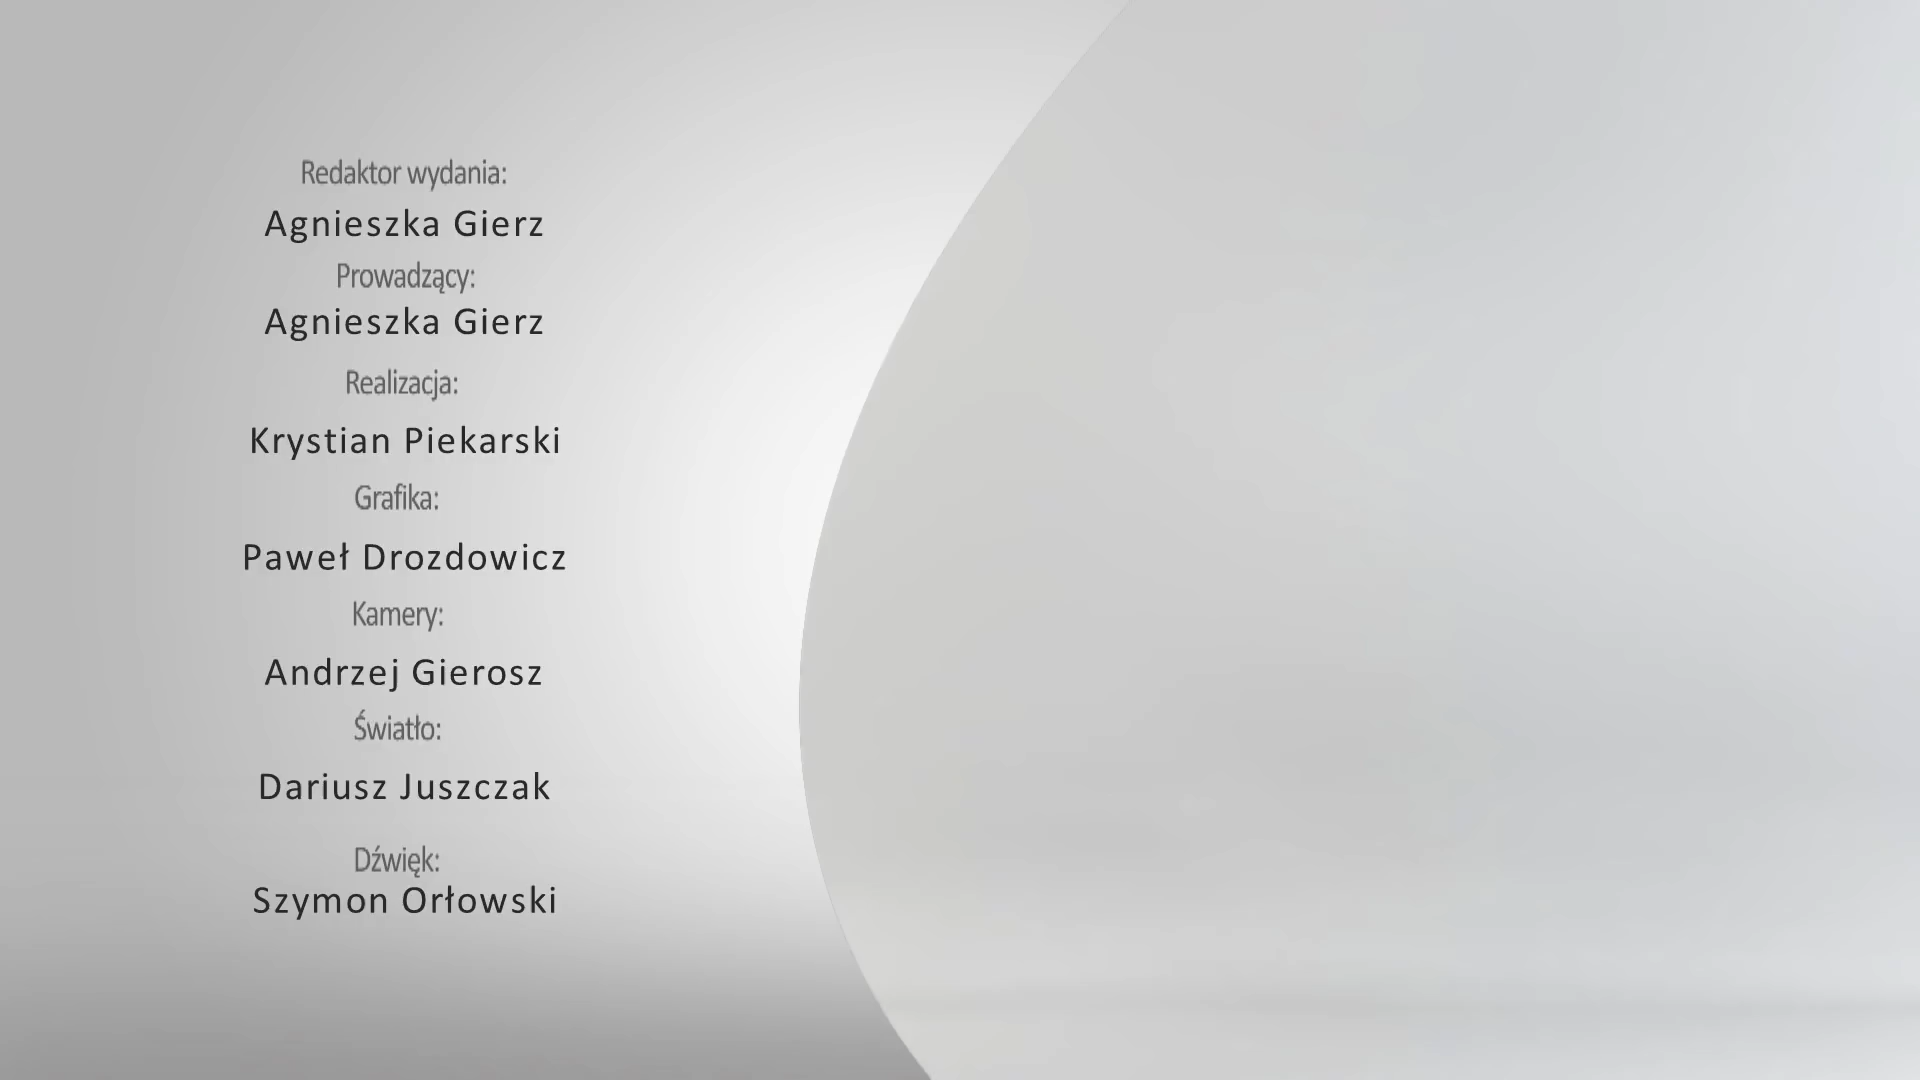 Redaktor wydania:
Agnieszka Gierz
Prowadzący:
Agnieszka Gierz
Realizacja:
Krystian Piekarski
Grafika:
Paweł Drozdowicz
Kamery:
Andrzej Gierosz
Światło:
Dariusz Juszczak
Dźwięk:
Szymon Orłowski